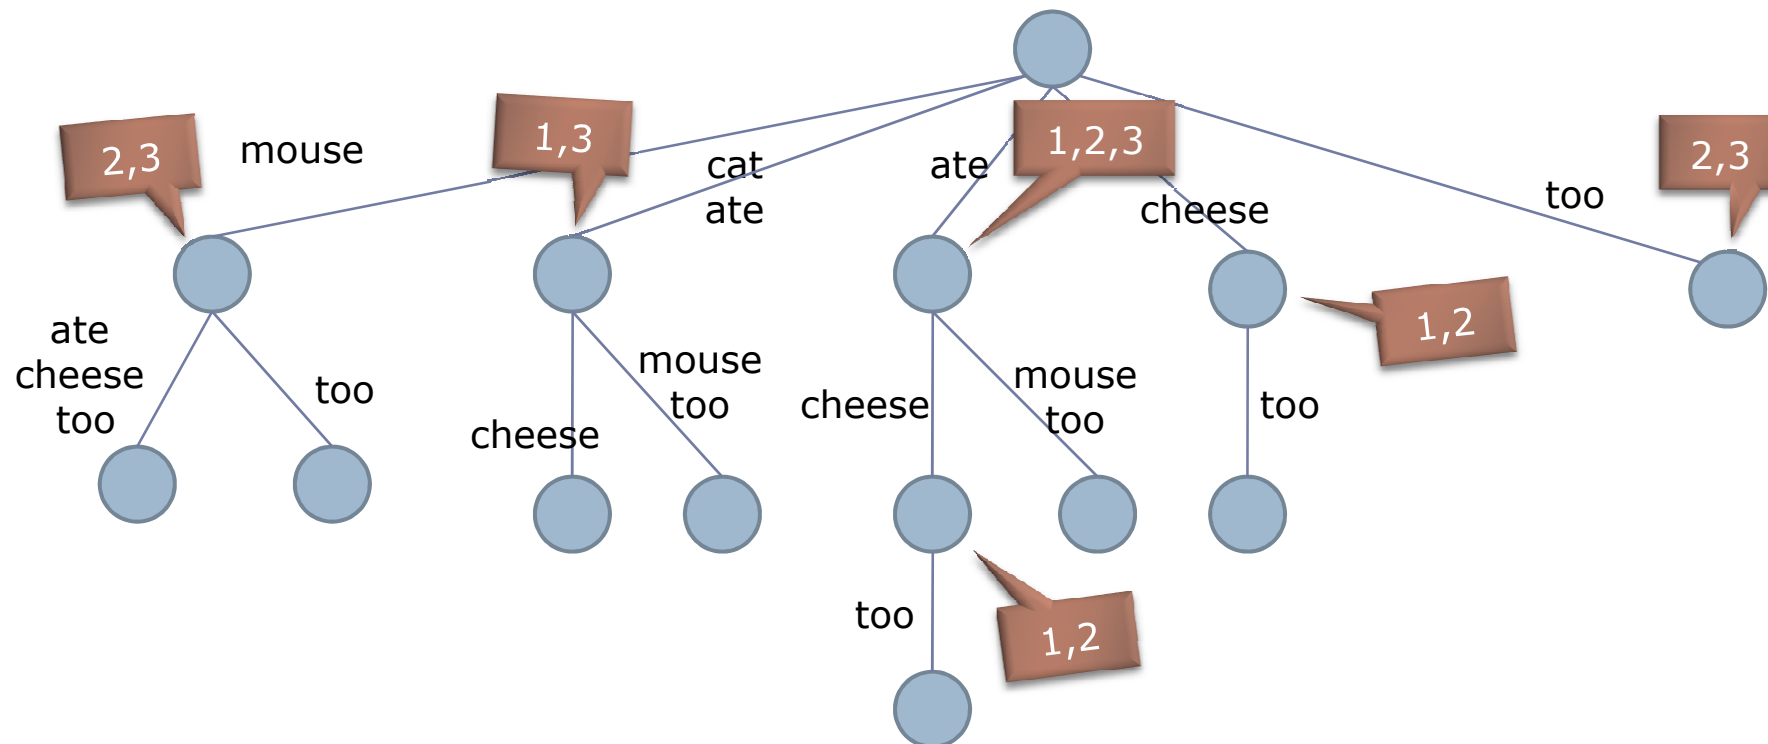 2,3
mouse
1,3
cat
ate
ate
1,2,3
cheese
too
2,3
1,2
ate
cheese
too
too
cheese
mouse
too
cheese
mouse
too
too
too
1,2